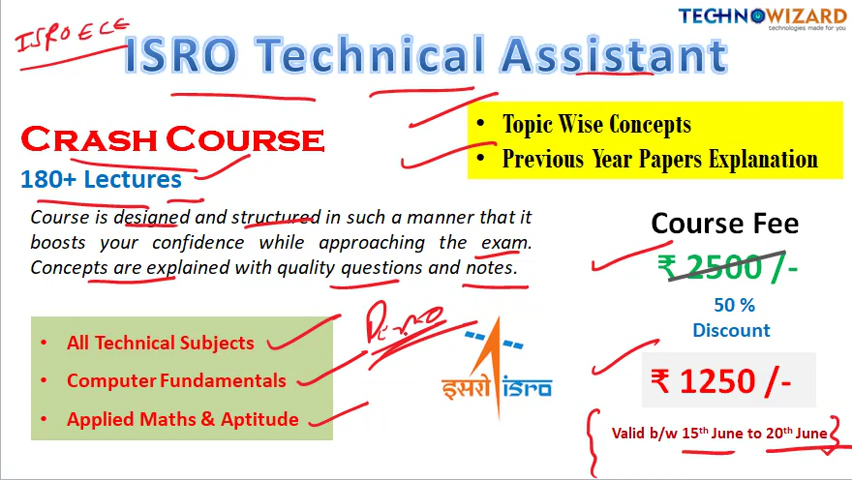 TECHNOWIZARD
technologies made for you
ISRO ECE
ISRO Technical Assistant
CRASH COURSE
180+ Lectures
• Topic Wise Concepts
• Previous Year Papers Explanation
Course is designed and structured in such a manner that it
boosts your confidence while approaching the exam.
Concepts are explained with quality questions and notes.
Course Fee
₹ 2500 /-
50 %
Discount
₹ 1250 /-
Valid b/w 15th June to 20th June
• All Technical Subjects
• Computer Fundamentals
• Applied Maths & Aptitude
Demo
इसरो isro